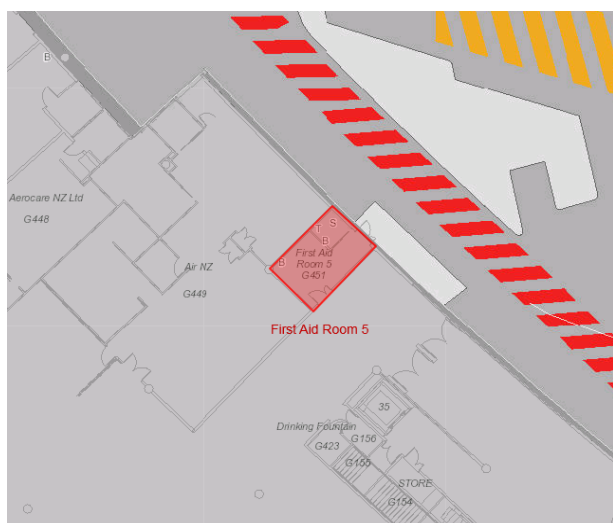 B
Aerocare NZ Ltd
G448
Air NZ
G449
S
T
B
B
First Aid
Room 5
G451
First Aid Room 5
35
Drinking Fountain
G423
G156
G155
STORE
G154